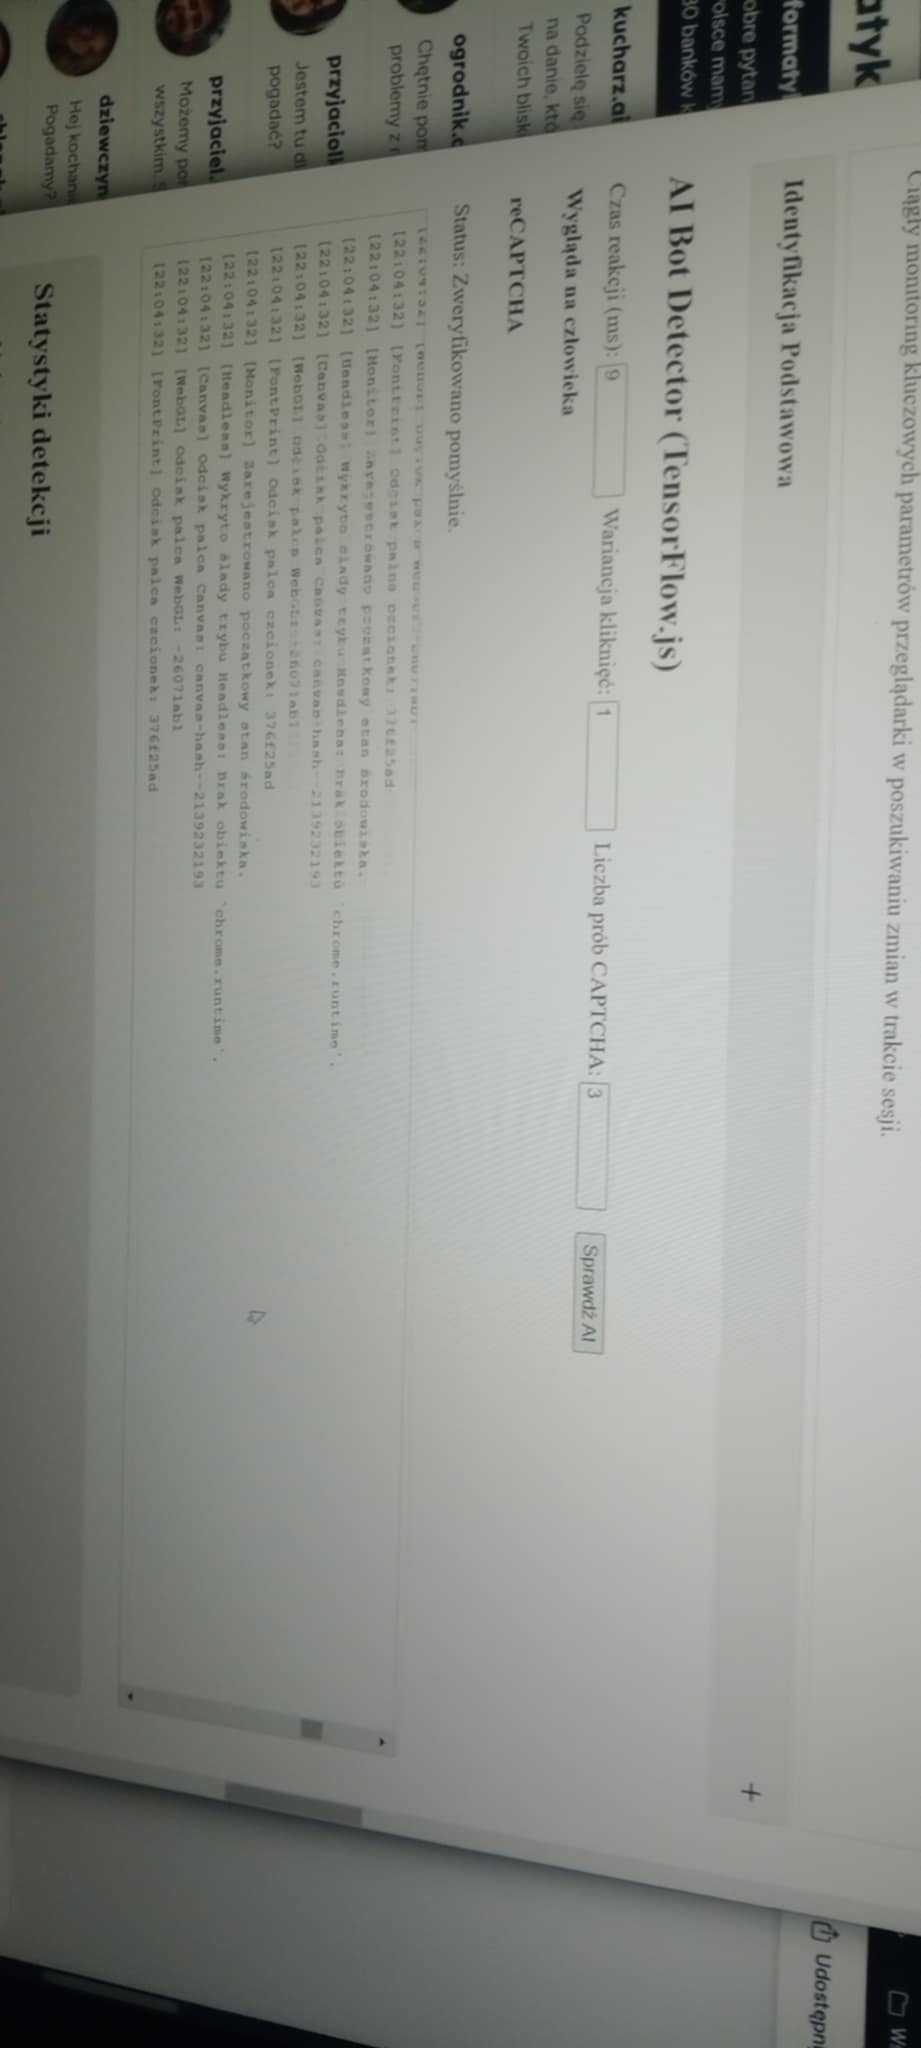 atyk
formaty
obre pytan
olsce mam
30 banków k
kucharz.ai
Podzielę się
na danie, któ
Twoich blisk
ogrodnik.
Chętnie pom
problemy z
przyjaciółk
Jestem tu dl
pogadać?
przyjaciel.
Możemy por
wszystkim. S
dziewczyn
Hej kochanie
Pogadamy?
Ciągły monitoring kluczowych parametrów przeglądarki w poszukiwaniu zmian w trakcie sesji.
Identyfikacja Podstawowa +
AI Bot Detector (TensorFlow.js)
Czas reakcji (ms): 9 Wariancja kliknięć: 1 Liczba prób CAPTCHA: 3 Sprawdź AI
Wygląda na człowieka
reCAPTCHA
Status: Zweryfikowano pomyślnie.
[22:04:32] [FontPrint] Odcisk palca czcionek: 376f25ad
[22:04:32] [Monitor] Zarejestrowano początkowy stan środowiska.
[22:04:32] [Headless] Wykryto ślady trybu Headless: Brak obiektu 'chrome.runtime'.
[22:04:32] [Canvas] Odcisk palca Canvas: canvas-hash--2139232193
[22:04:32] [WebGL] Odcisk palca WebGL: -26071ab1
[22:04:32] [FontPrint] Odcisk palca czcionek: 376f25ad
[22:04:32] [Monitor] Zarejestrowano początkowy stan środowiska.
[22:04:32] [Headless] Wykryto ślady trybu Headless: Brak obiektu `chrome.runtime`.
[22:04:32] [Canvas] Odcisk palca Canvas: canvas-hash--2139232193
[22:04:32] [WebGL] Odcisk palca WebGL: -26071ab1
[22:04:32] [FontPrint] Odcisk palca czcionek: 376f25ad
Statystyki detekcji
Udostępn